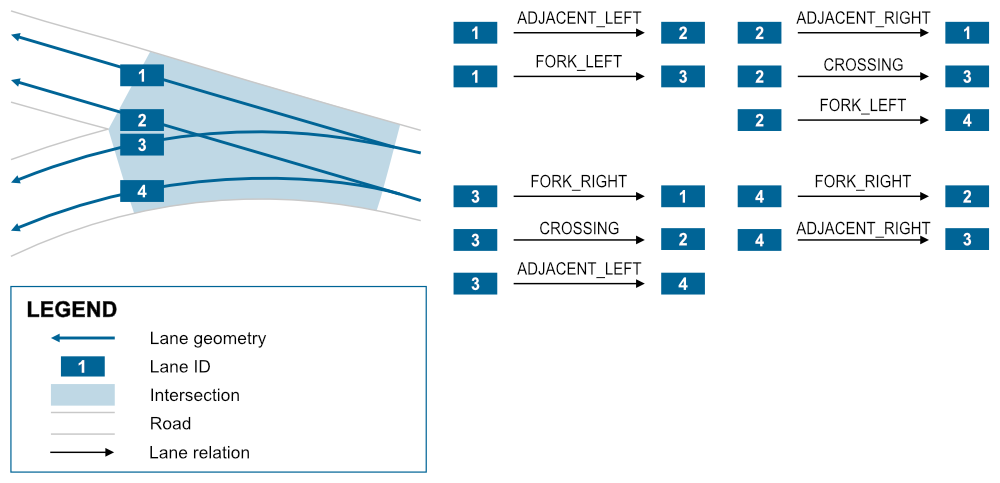 1
2
3
4
1 ADJACENT_LEFT 2
1 FORK_LEFT 3
2 ADJACENT_RIGHT 1
2 CROSSING 3
2 FORK_LEFT 4
3 FORK_RIGHT 1
3 CROSSING 2
3 ADJACENT_LEFT 4
4 FORK_RIGHT 2
4 ADJACENT_RIGHT 3
LEGEND
Lane geometry
1 Lane ID
Intersection
Road
Lane relation